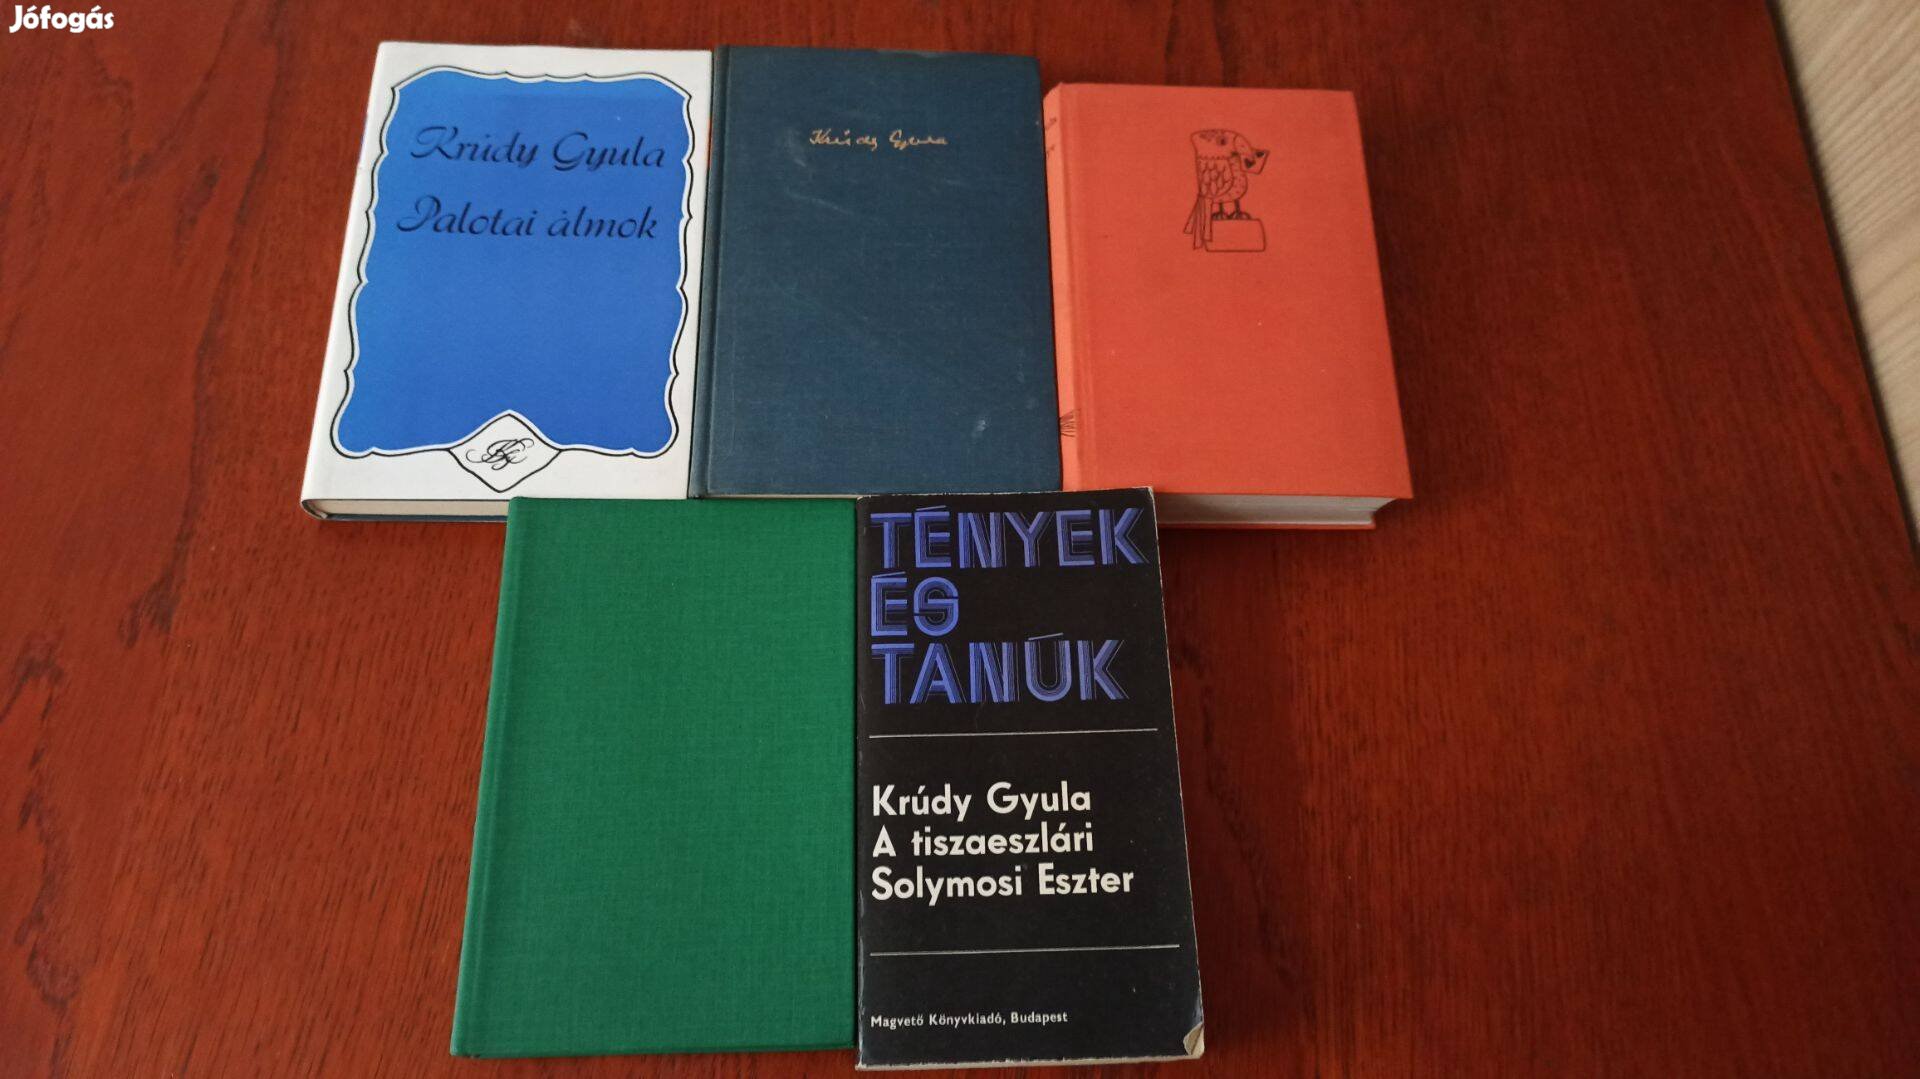 Jófogás
Krúdy Gyula
Palotai álmok
Krúdy Gyula
TÉNYEK
ÉS
TANÚK
Krúdy Gyula
A tiszaeszlári
Solymosi Eszter
Magvető Könyvkiadó, Budapest